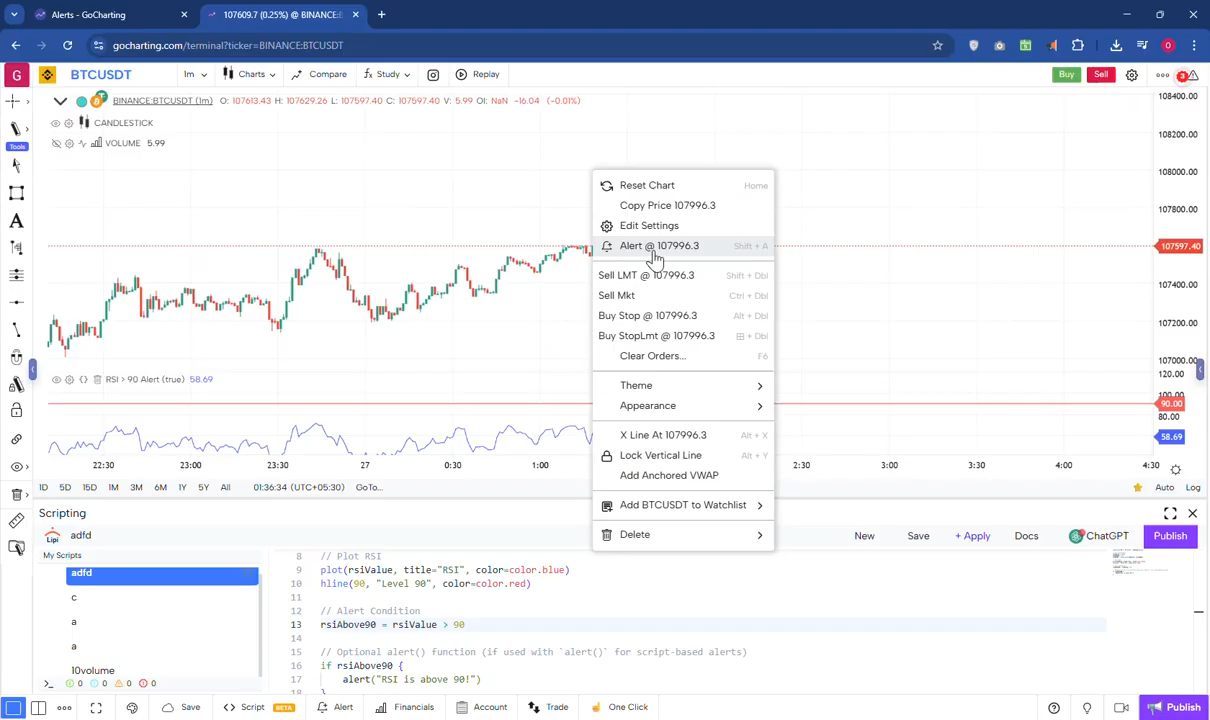 Alerts - GoCharting
107609.7 (0.25%) @ BINANCE:
gocharting.com/terminal?ticker=BINANCE:BTCUSDT
O
G
BTCUSDT
1m
Charts
Compare
fx Study
Replay
Buy
Sell
3
BINANCE:BTCUSDT (1m)
O: 107613.43 H: 107629.26 L: 107597.40 C: 107597.40 V: 5.99 OI: NaN -16.04 (-0.01%)
CANDLESTICK
VOLUME 5.99
Tools
A
108400.00
108200.00
108000.00
107800.00
107597.40
107400.00
107200.00
107000.00
Reset Chart Home
Copy Price 107996.3
Edit Settings
Alert @ 107996.3 Shift + A
Sell LMT @ 107996.3 Shift + Dbl
Sell Mkt Ctrl + Dbl
Buy Stop @ 107996.3 Alt + Dbl
Buy StopLmt @ 107996.3 + Dbl
Clear Orders... F6
Theme
Appearance
X Line At 107996.3 Alt + X
Lock Vertical Line Alt + Y
Add Anchored VWAP
Add BTCUSDT to Watchlist
Delete
RSI > 90 Alert (true) 58.69
120.00
100.00
90.00
80.00
58.69
22:30 23:00 23:30 27 0:30 1:00 2:30 3:00 3:30 4:00 4:30
1D 5D 15D 1M 3M 6M 1Y 5Y All 01:36:34 (UTC+05:30) GoTo...
Auto Log
Scripting
Lipi
adfd
New Save + Apply Docs ChatGPT Publish
My Scripts
adfd
c
a
a
10volume
0 0 0 0
8 // Plot RSI
9 plot(rsiValue, title="RSI", color=color.blue)
10 hline(90, "Level 90", color=color.red)
11
12 // Alert Condition
13 rsiAbove90 = rsiValue > 90
14
15 // Optional alert() function (if used with `alert()` for script-based alerts)
16 if rsiAbove90 {
17 alert("RSI is above 90!")
18 }
Save Script BETA Alert Financials Account Trade One Click Publish